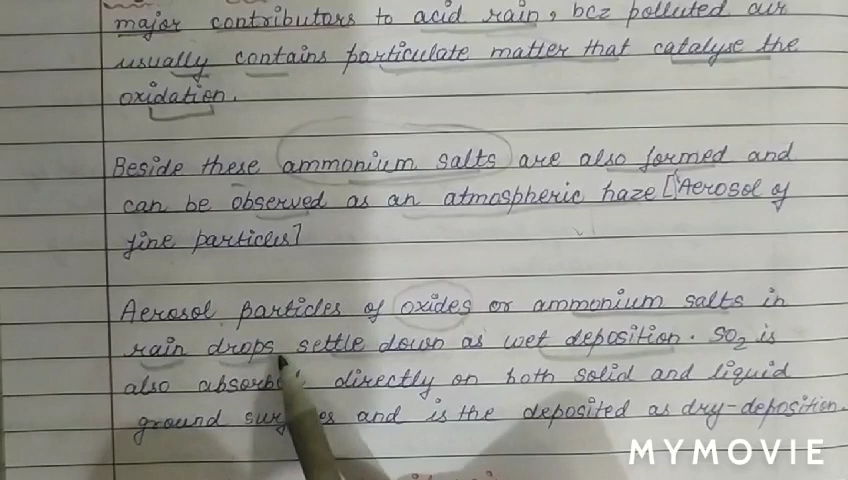 major contributors to acid rain, bcz polluted air
usually contains particulate matter that catalyse the
oxidation.
Beside these ammonium salts are also formed and
can be observed as an atmospheric haze [Aerosol of
fine particles]
Aerosol particles of oxides or ammonium salts in
rain drops settle down as wet deposition. SO2 is
also directly on both solid and liquid
ground and is the deposited as dry-deposition.
MYMOVIE